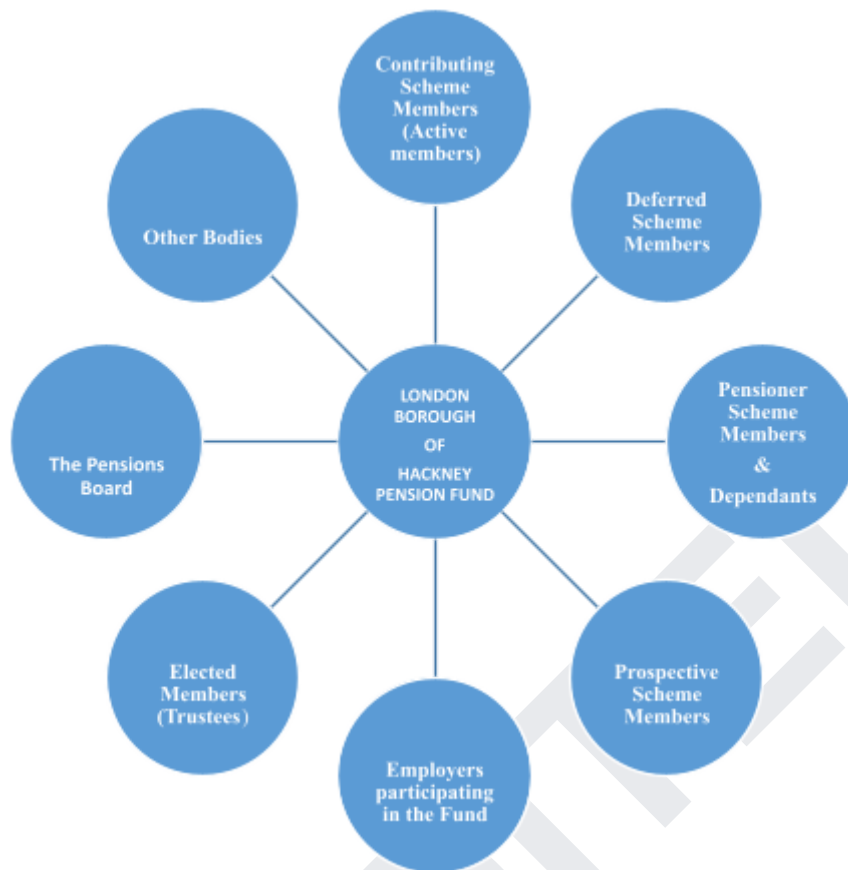 Contributing
Scheme
Members
(Active
members)
Other Bodies
Deferred
Scheme
Members
LONDON
BOROUGH
OF
HACKNEY
PENSION FUND
The Pensions
Board
Pensioner
Scheme
Members
&
Dependants
Elected
Members
(Trustees)
Prospective
Scheme
Members
Employers
participating
in the Fund